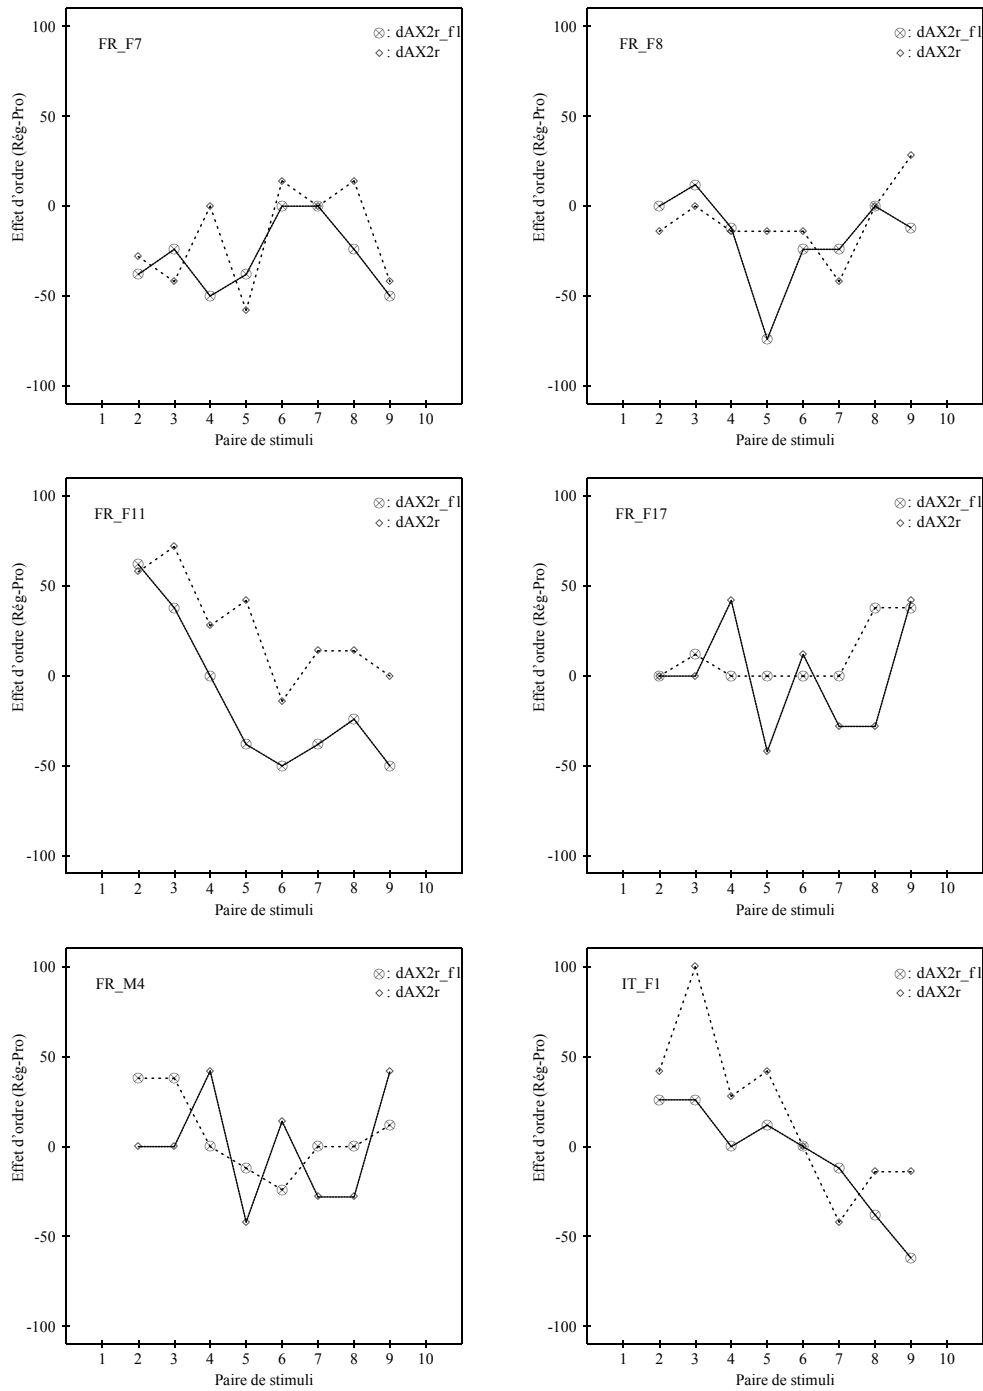 FR_F7
⊗: dAX2r_f1
◇: dAX2r
Effet d'ordre (Rég-Pro)
100
50
0
-50
-100
1 2 3 4 5 6 7 8 9 10
Paire de stimuli
FR_F8
⊗: dAX2r_f1
◇: dAX2r
Effet d'ordre (Rég-Pro)
100
50
0
-50
-100
1 2 3 4 5 6 7 8 9 10
Paire de stimuli
FR_F11
⊗: dAX2r_f1
◇: dAX2r
Effet d'ordre (Rég-Pro)
100
50
0
-50
-100
1 2 3 4 5 6 7 8 9 10
Paire de stimuli
FR_F17
⊗: dAX2r_f1
◇: dAX2r
Effet d'ordre (Rég-Pro)
100
50
0
-50
-100
1 2 3 4 5 6 7 8 9 10
Paire de stimuli
FR_M4
⊗: dAX2r_f1
◇: dAX2r
Effet d'ordre (Rég-Pro)
100
50
0
-50
-100
1 2 3 4 5 6 7 8 9 10
Paire de stimuli
IT_F1
⊗: dAX2r_f1
◇: dAX2r
Effet d'ordre (Rég-Pro)
100
50
0
-50
-100
1 2 3 4 5 6 7 8 9 10
Paire de stimuli